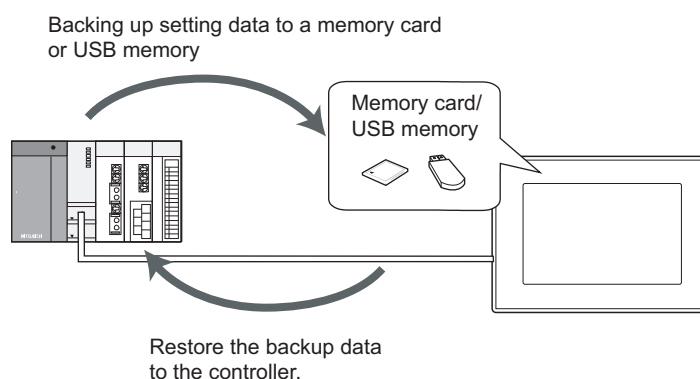 Backing up setting data to a memory card
or USB memory
Memory card/
USB memory
MITSUBISHI
Restore the backup data
to the controller.